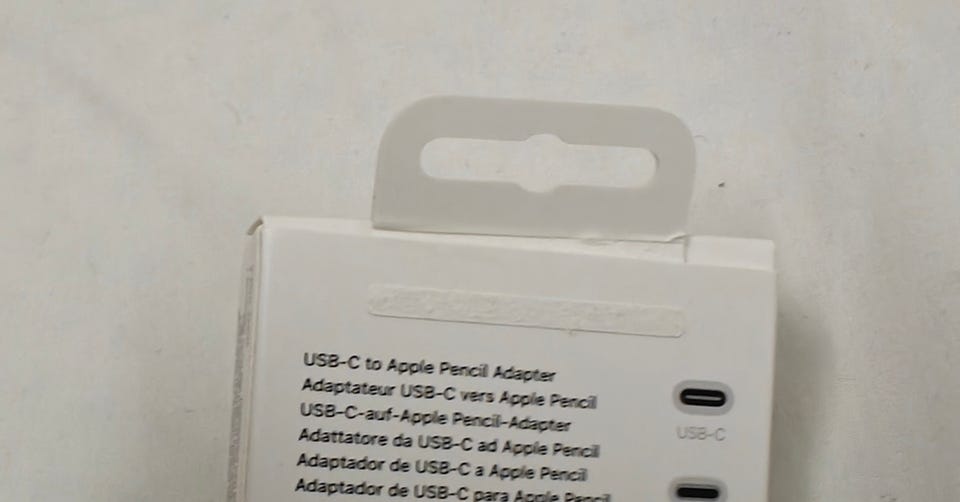 USB-C to Apple Pencil Adapter
Adaptateur USB-C vers Apple Pencil
USB-C-auf-Apple Pencil-Adapter
Adattatore da USB-C ad Apple Pencil
Adaptador de USB-C a Apple Pencil
Adaptador de USB-C para Apple Pencil
USB-C